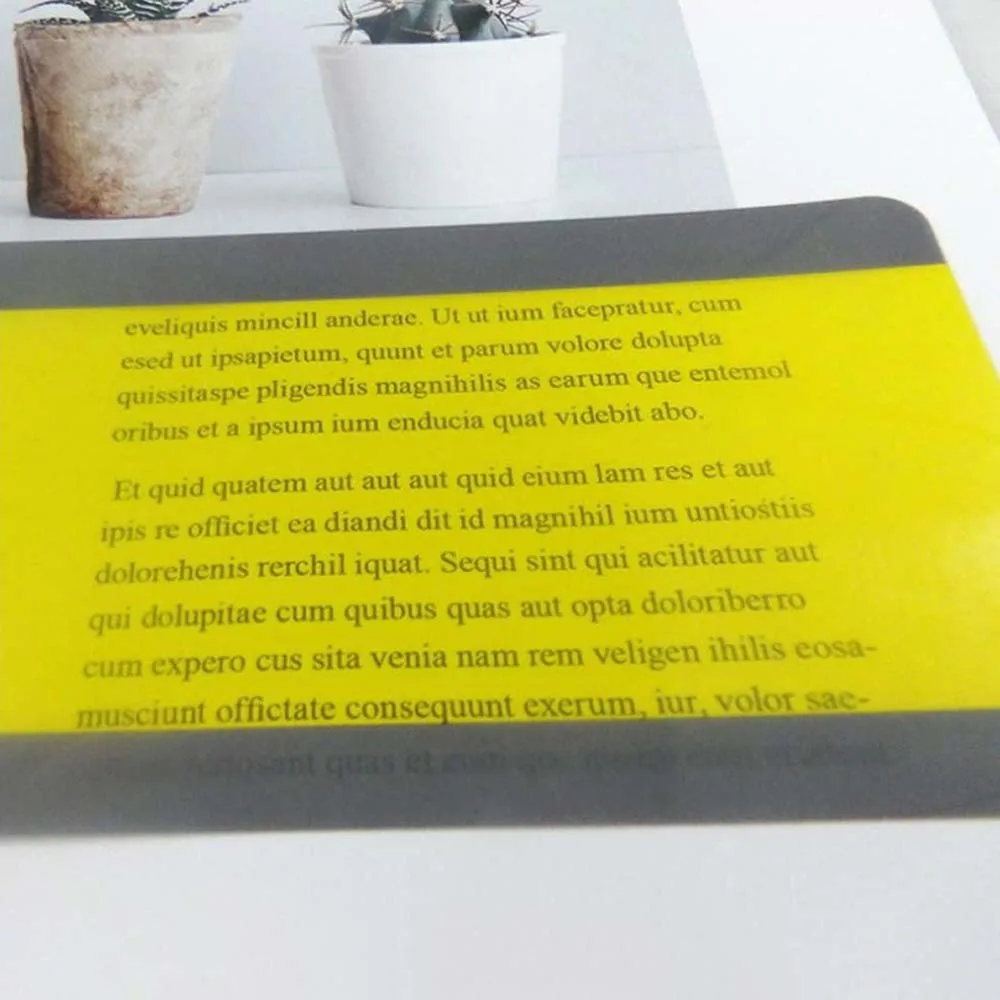 eveliquis mincill anderae. Ut ut ium facepratur, cum
esed ut ipsapietum, quunt et parum volore dolupta
quissitaspe pligendis magnihilis as earum que entemol
oribus et a ipsum ium enducia quat videbit abo.
Et quid quatem aut aut aut quid eium lam res et aut
ipis re officiet ea diandi dit id magnihil ium untiostiis
dolorehenis rerchil iquat. Sequi sint qui acilitatur aut
qui dolupitae cum quibus quas aut opta doloriberro
cum expero cus sita venia nam rem veligen ihilis eosa-
musciunt offictate consequunt exerum, iur, volor sae-
quas et